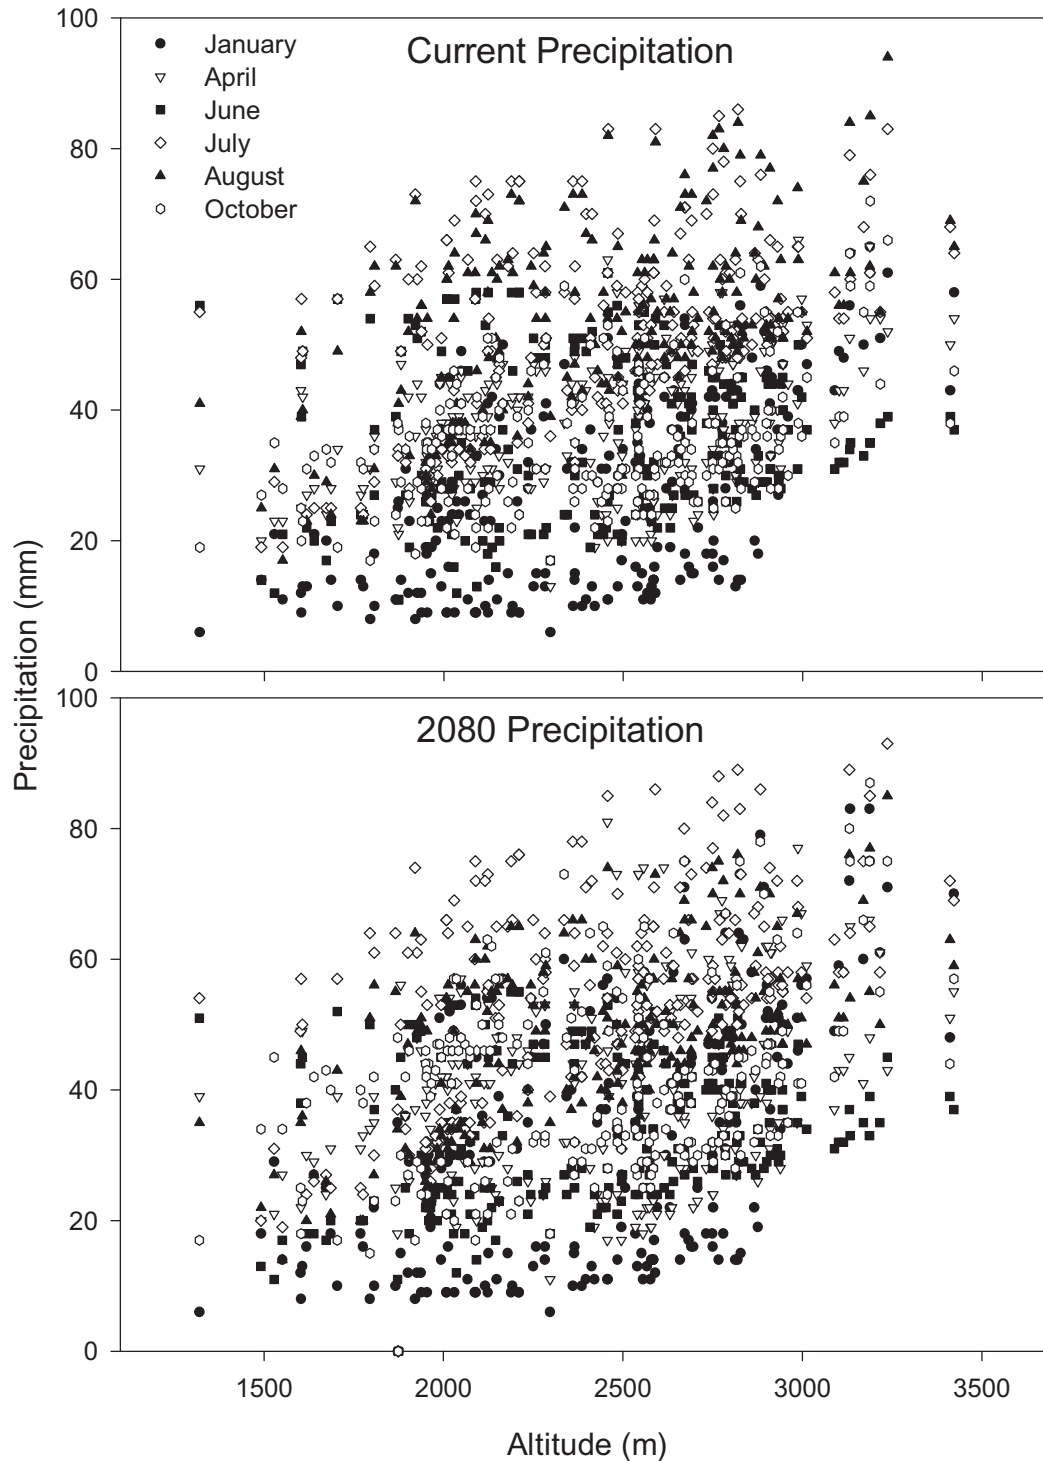 100
Current Precipitation
January
April
June
July
August
October
80
60
40
20
0
Precipitation (mm)
100
2080 Precipitation
80
60
40
20
0
1500 2000 2500 3000 3500
Altitude (m)